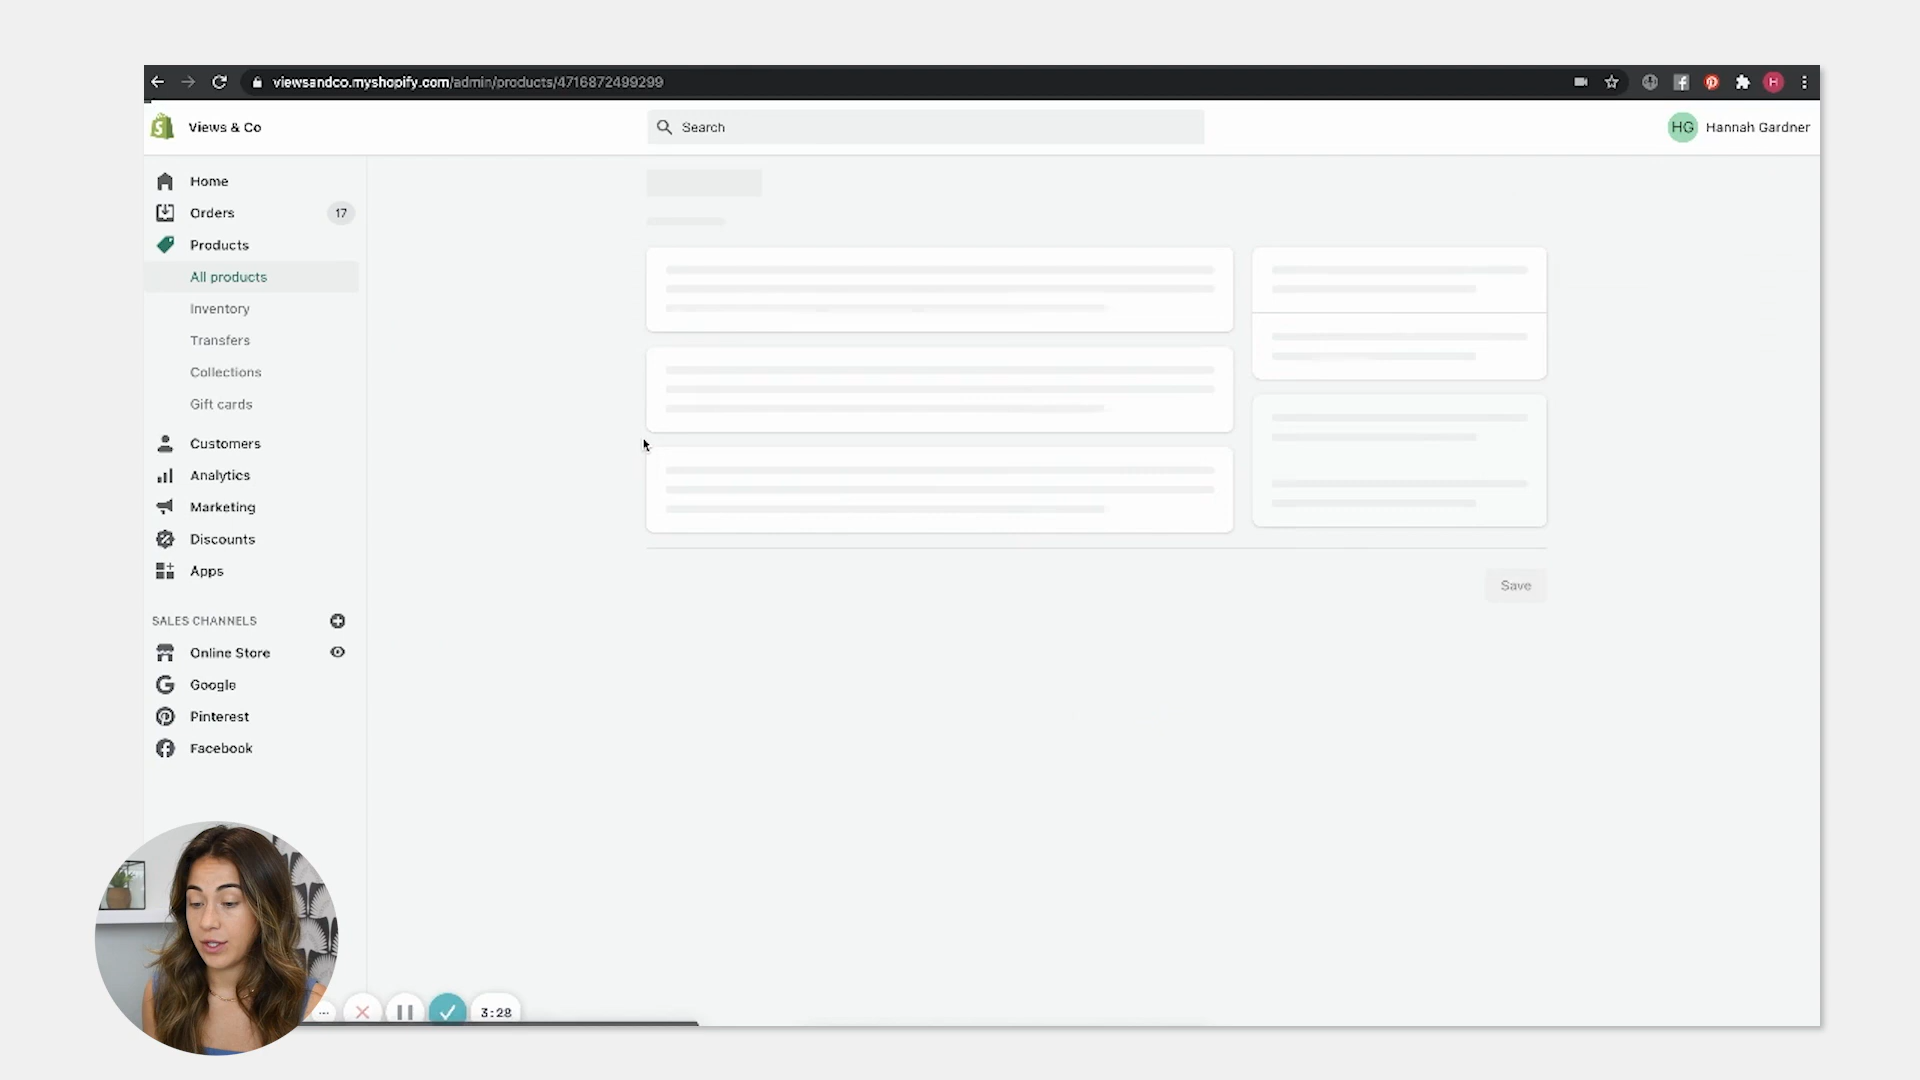 viewsandco.myshopify.com/admin/products/4716872499299
H
Views & Co
Search
HG Hannah Gardner
Home
Orders 17
Products
All products
Inventory
Transfers
Collections
Gift cards
Customers
Analytics
Marketing
Discounts
Apps
Save
SALES CHANNELS
Online Store
Google
Pinterest
Facebook
... 3:28